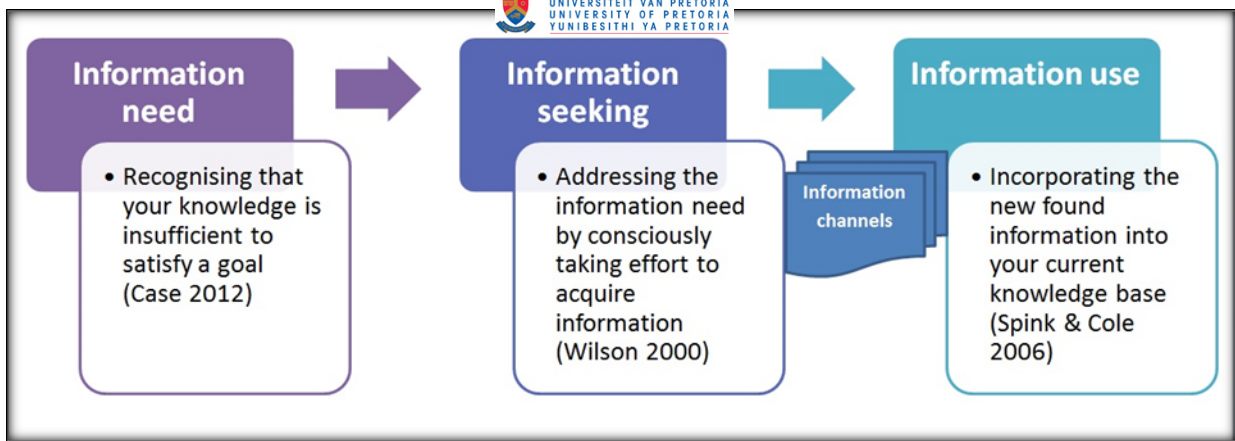 UNIVERSITEIT VAN PRETORIA
UNIVERSITY OF PRETORIA
YUNIBESITHI YA PRETORIA
Information
need
• Recognising that
your knowledge is
insufficient to
satisfy a goal
(Case 2012)
Information
seeking
• Addressing the
information need
by consciously
taking effort to
acquire
information
(Wilson 2000)
Information
channels
Information use
• Incorporating the
new found
information into
your current
knowledge base
(Spink & Cole
2006)